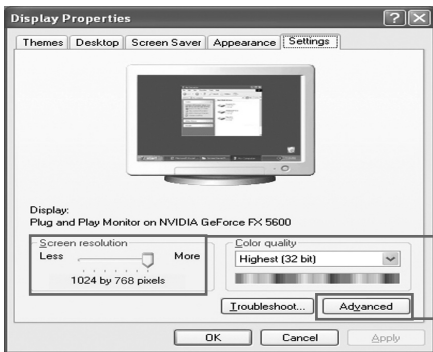 Display Properties
Themes Desktop Screen Saver Appearance Settings
Display:
Plug and Play Monitor on NVIDIA GeForce FX 5600
Screen resolution
Less More
1024 by 768 pixels
Color quality
Highest (32 bit)
Troubleshoot... Advanced
OK Cancel Apply